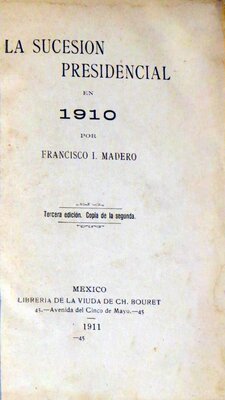 LA SUCESION
PRESIDENCIAL
EN
1910
POR
FRANCISCO I. MADERO
Tercera edición. Copia de la segunda.
MEXICO
LIBRERIA DE LA VIUDA DE CH. BOURET
45.—Avenida del Cinco de Mayo.—45
1911
—45